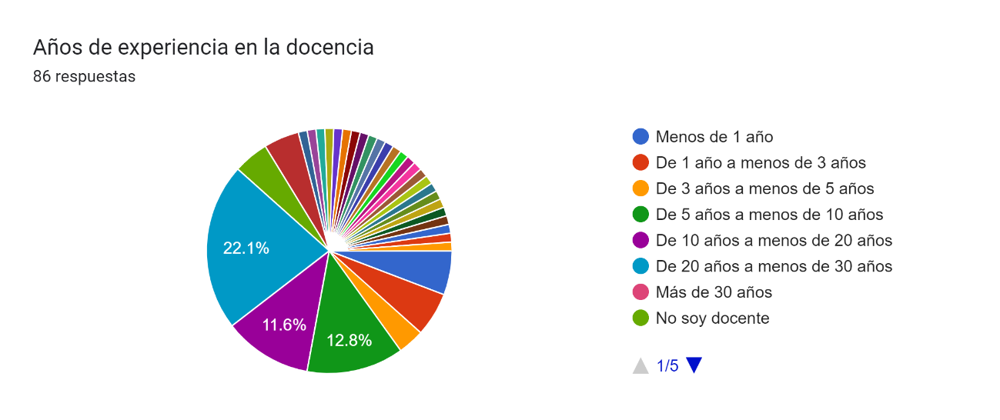 Años de experiencia en la docencia
86 respuestas
22.1%
11.6%
12.8%
Menos de 1 año
De 1 año a menos de 3 años
De 3 años a menos de 5 años
De 5 años a menos de 10 años
De 10 años a menos de 20 años
De 20 años a menos de 30 años
Más de 30 años
No soy docente
1/5